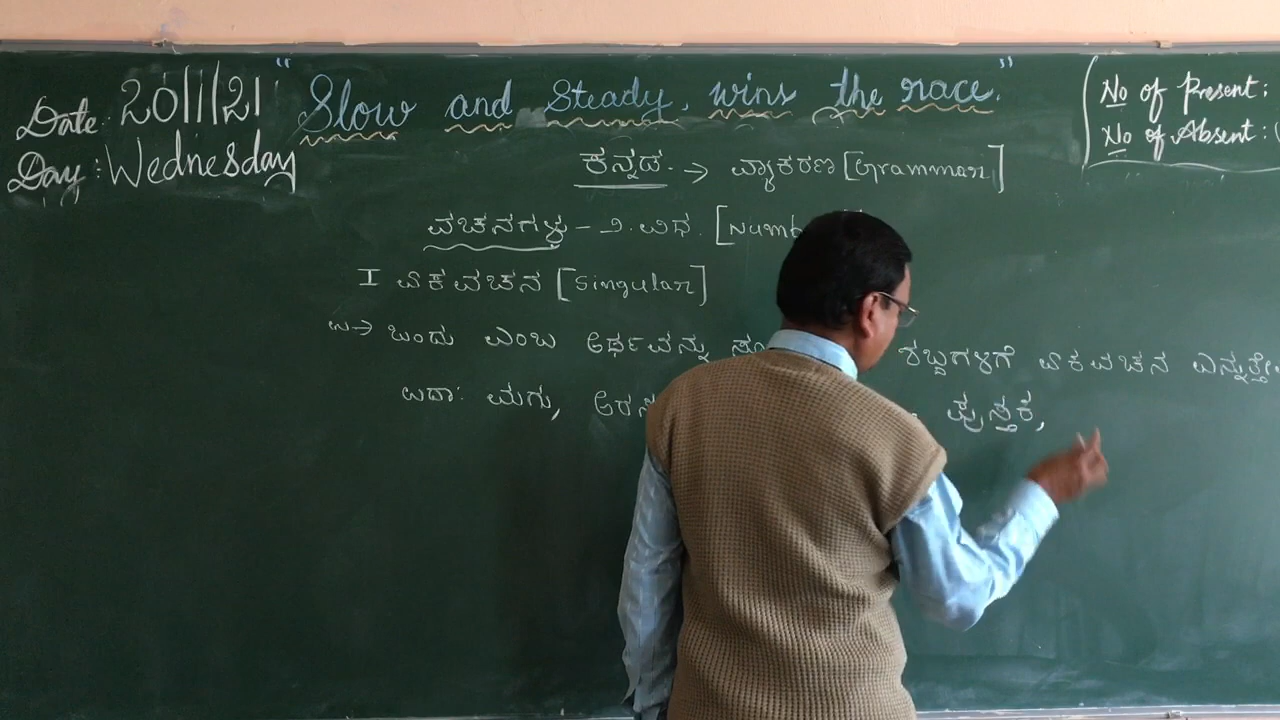 Date: 20/1/21
Day: Wednesday
"Slow and Steady, wins the race."
No of Present:
No of Absent:
ಕನ್ನಡ. → ವ್ಯಾಕರಣ [Grammar]
ವಚನಗಳು - ೨. ವಿಧ. [Numb
I ಏಕವಚನ [Singular]
→ ಒಂದು ಎಂಬ ಅರ್ಥವನ್ನು ಶಬ್ದಗಳಿಗೆ ಏಕವಚನ ಎನ್ನುತ್ತೇ
ಉದಾ: ಮಗು, ಅರಸ ಪುಸ್ತಕ,